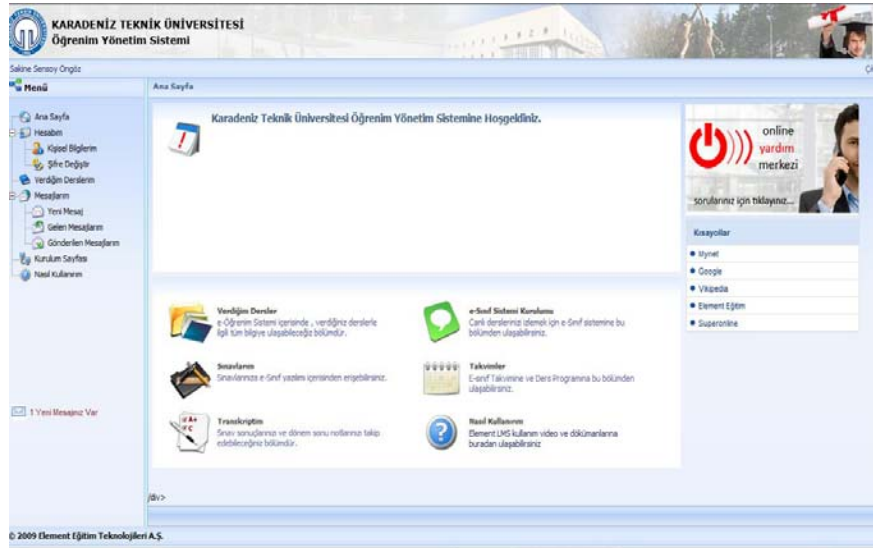 KARADENİZ TEKNİK ÜNİVERSİTESİ
Öğrenim Yönetim Sistemi
Menü
Ana Sayfa
Ana Sayfa
Hesabım
Kişisel Bilgilerim
Şifre Değiştir
Verdiğim Derslerim
Mesajlarım
Yeni Mesaj
Gelen Mesajlarım
Gönderilen Mesajlarım
Kurulum Sayfası
Nasıl Kullanırım
1 Yeni Mesajınız Var
Karadeniz Teknik Üniversitesi Öğrenim Yönetim Sistemine Hoşgeldiniz.
online
yardım
merkezi
sorularınız için tıklayınız...
Kısayollar
Mynet
Google
Vikipedia
Element Eğitim
Superonline
Verdiğim Dersler
e-Öğrenim Sistemi içerisinde , verdiğiniz derslerle
ilgili tüm bilgiye ulaşabileceğiz bölümdür.
e-Sınıf Sistemi Kurulumu
Canlı derslerinizi izlemek için e-Sınıf sistemine bu
bölümden ulaşabilirsiniz.
Sınavlarım
Sınavlarınıza e-Sınıf yazılımı içerisinden erişebilirsiniz.
Takvimler
E-sınıf Takvimine ve Ders Programına bu bölümden
ulaşabilirsiniz.
Transkriptim
Sınav sonuçlarınızı ve dönem sonu notlarınızı takip
edebileceğiniz bölümdür.
Nasıl Kullanırım
Element LMS kullanım video ve dökümanlarına
buradan ulaşabilirsiniz
/div>
© 2009 Element Eğitim Teknolojileri A.Ş.